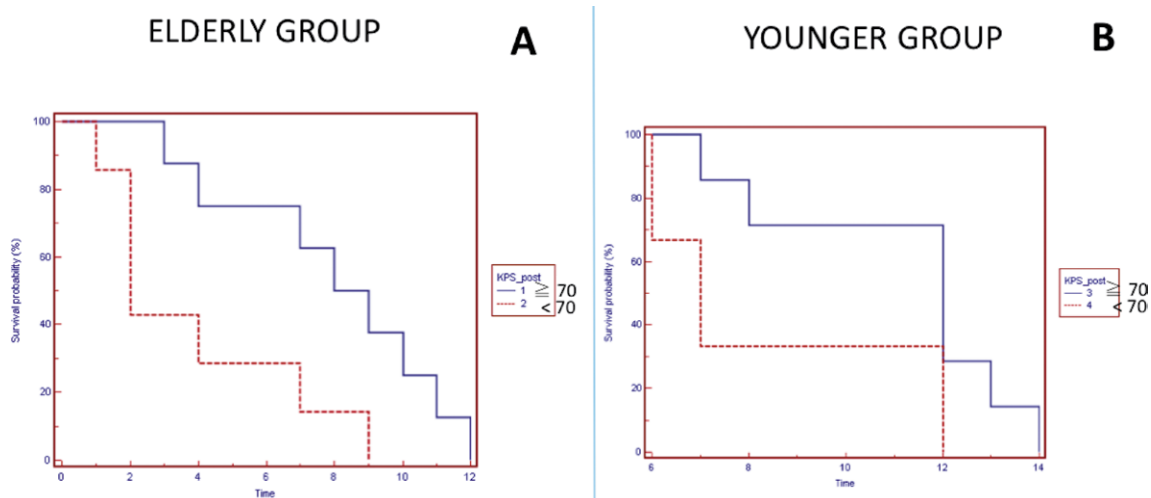 ELDERLY GROUP
A
Survival probability (%)
100
80
60
40
20
0
0 2 4 6 8 10 12
Time
KPS_post
1 ≧ 70
2 < 70
YOUNGER GROUP
B
Survival probability (%)
100
80
60
40
20
0
6 8 10 12 14
Time
KPS_post
3 ≧ 70
4 < 70